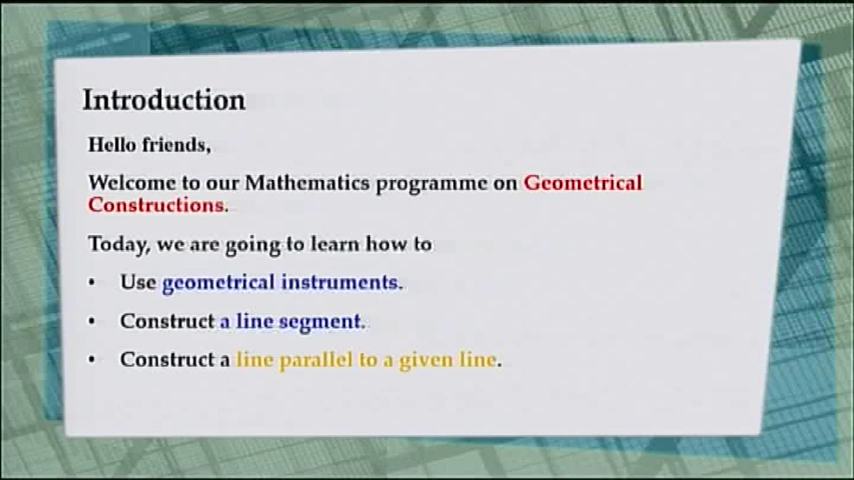 Introduction
Hello friends,
Welcome to our Mathematics programme on Geometrical
Constructions.
Today, we are going to learn how to
• Use geometrical instruments.
• Construct a line segment.
• Construct a line parallel to a given line.